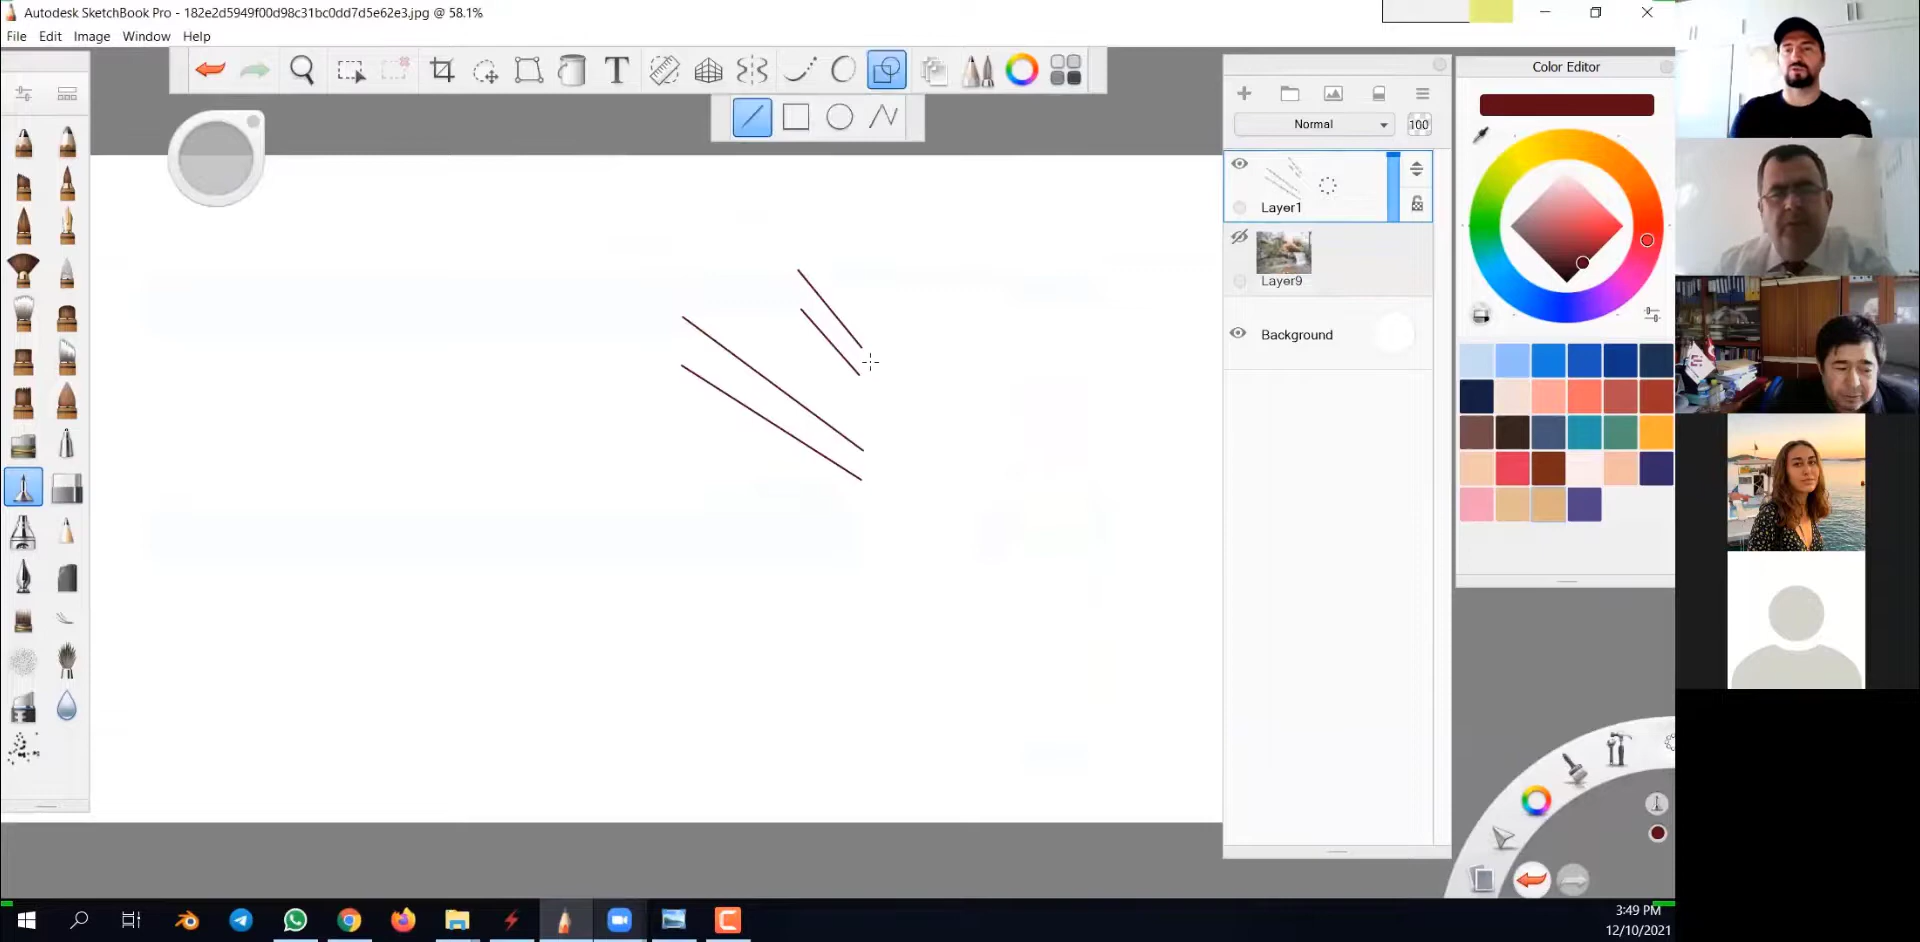 Autodesk SketchBook Pro - 182e2d5949f00d98c31bc0dd7d5e62e3.jpg @ 58.1%
File Edit Image Window Help
T
Color Editor
Normal
100
Layer1
Layer9
Background
3:49 PM
12/10/2021